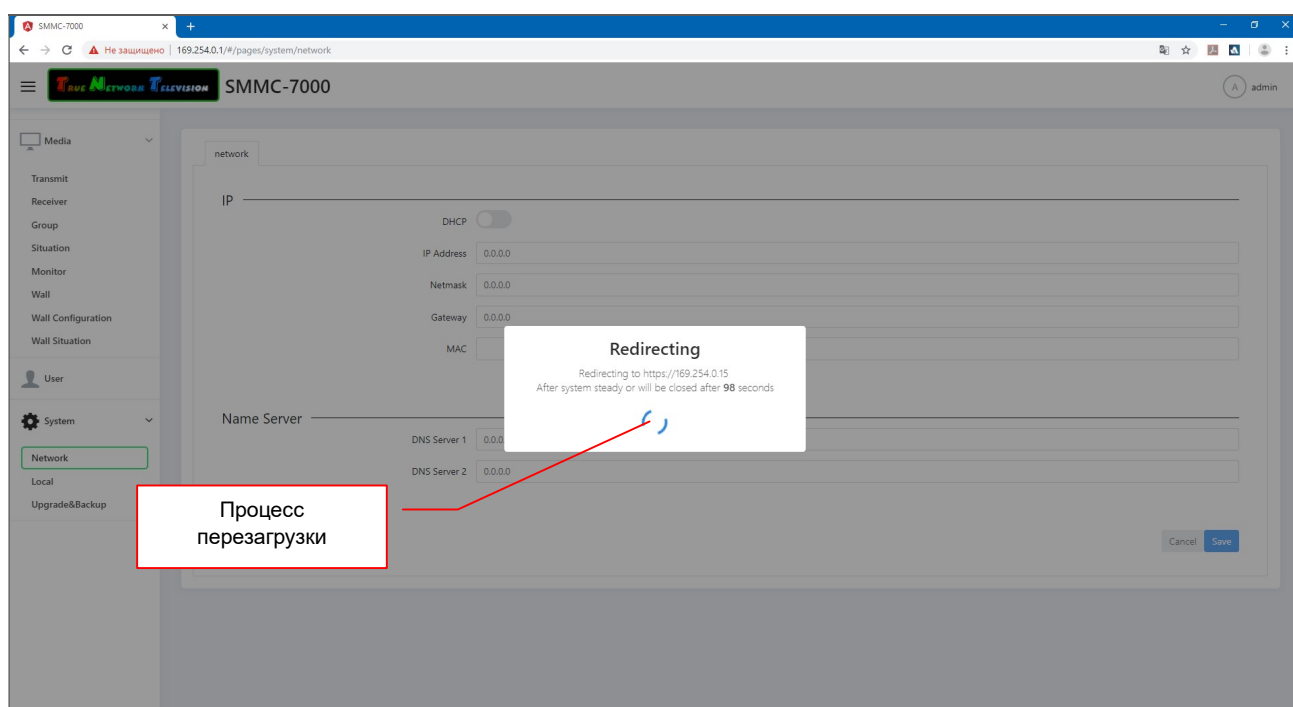 SMMC-7000
Не защищено | 169.254.0.1/#/pages/system/network
TRUE NETWORK TELEVISION
SMMC-7000
A admin
Media
Transmit
Receiver
Group
Situation
Monitor
Wall
Wall Configuration
Wall Situation
User
System
Network
Local
Upgrade&Backup
network
IP
DHCP
IP Address 0.0.0.0
Netmask 0.0.0.0
Gateway 0.0.0.0
MAC
Redirecting
Redirecting to https://169.254.0.15
After system steady or will be closed after 98 seconds
Name Server
DNS Server 1 0.0.0
DNS Server 2 0.0.0.0
Процесс
перезагрузки
Cancel Save